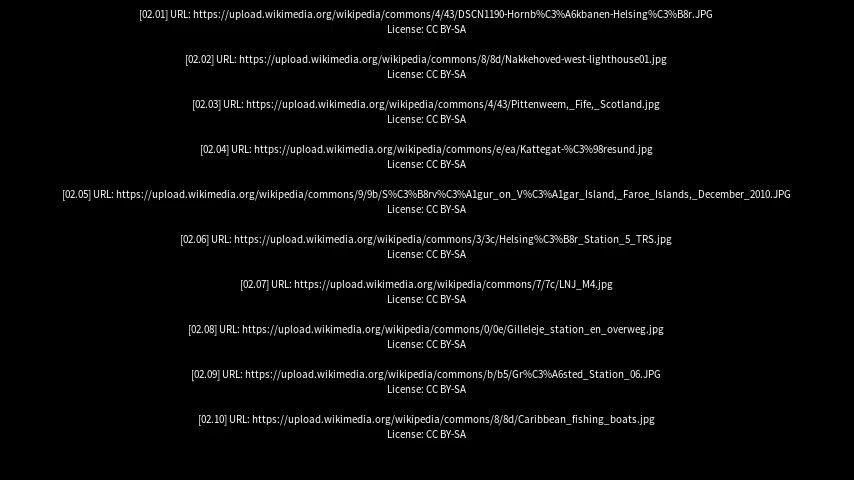 [02.01] URL: https://upload.wikimedia.org/wikipedia/commons/4/43/DSCN1190-Hornb%C3%A6kbanen-Helsing%C3%B8r.JPG
License: CC BY-SA
[02.02] URL: https://upload.wikimedia.org/wikipedia/commons/8/8d/Nakkehoved-west-lighthouse01.jpg
License: CC BY-SA
[02.03] URL: https://upload.wikimedia.org/wikipedia/commons/4/43/Pittenweem,_Fife,_Scotland.jpg
License: CC BY-SA
[02.04] URL: https://upload.wikimedia.org/wikipedia/commons/e/ea/Kattegat-%C3%98resund.jpg
License: CC BY-SA
[02.05] URL: https://upload.wikimedia.org/wikipedia/commons/9/9b/S%C3%B8rv%C3%A1gur_on_V%C3%A1gar_Island,_Faroe_Islands,_December_2010.JPG
License: CC BY-SA
[02.06] URL: https://upload.wikimedia.org/wikipedia/commons/3/3c/Helsing%C3%B8r_Station_5_TRS.jpg
License: CC BY-SA
[02.07] URL: https://upload.wikimedia.org/wikipedia/commons/7/7c/LNJ_M4.jpg
License: CC BY-SA
[02.08] URL: https://upload.wikimedia.org/wikipedia/commons/0/0e/Gilleleje_station_en_overweg.jpg
License: CC BY-SA
[02.09] URL: https://upload.wikimedia.org/wikipedia/commons/b/b5/Gr%C3%A6sted_Station_06.JPG
License: CC BY-SA
[02.10] URL: https://upload.wikimedia.org/wikipedia/commons/8/8d/Caribbean_fishing_boats.jpg
License: CC BY-SA